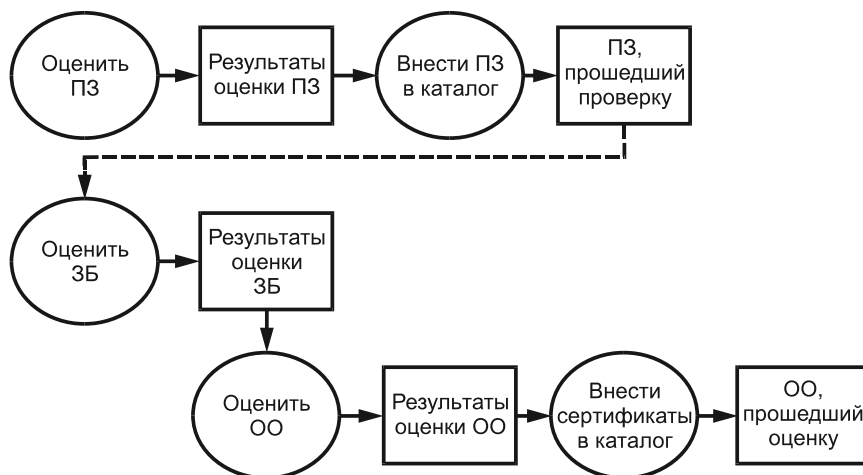 Оценить
ПЗ
Результаты
оценки ПЗ
Внести ПЗ
в каталог
ПЗ,
прошедший
проверку
Оценить
ЗБ
Результаты
оценки
ЗБ
Оценить
ОО
Результаты
оценки ОО
Внести
сертификаты
в каталог
ОО,
прошедший
оценку